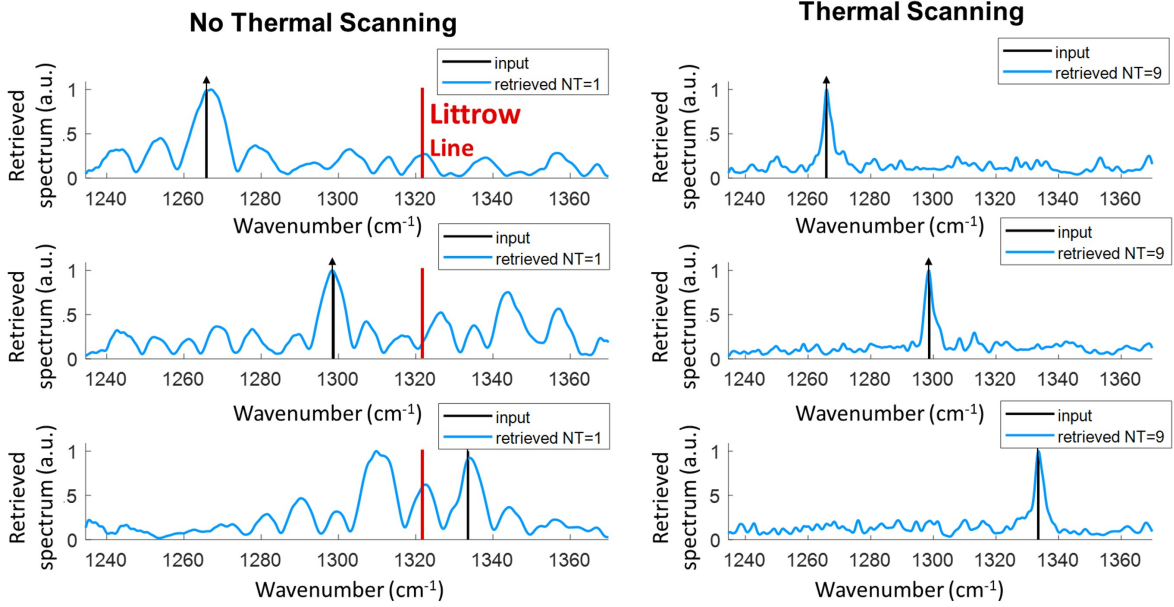 No Thermal Scanning
Thermal Scanning
input
retrieved NT=1
Littrow
Line
Retrieved
spectrum (a.u.)
1
.5
0
1240 1260 1280 1300 1320 1340 1360
Wavenumber (cm-1)
input
retrieved NT=9
Retrieved
spectrum (a.u.)
1
.5
0
1240 1260 1280 1300 1320 1340 1360
Wavenumber (cm-1)
input
retrieved NT=1
Retrieved
spectrum (a.u.)
1
.5
0
1240 1260 1280 1300 1320 1340 1360
Wavenumber (cm-1)
input
retrieved NT=9
Retrieved
spectrum (a.u.)
1
.5
0
1240 1260 1280 1300 1320 1340 1360
Wavenumber (cm-1)
input
retrieved NT=1
Retrieved
spectrum (a.u.)
1
.5
0
1240 1260 1280 1300 1320 1340 1360
Wavenumber (cm-1)
input
retrieved NT=9
Retrieved
spectrum (a.u.)
1
.5
0
1240 1260 1280 1300 1320 1340 1360
Wavenumber (cm-1)